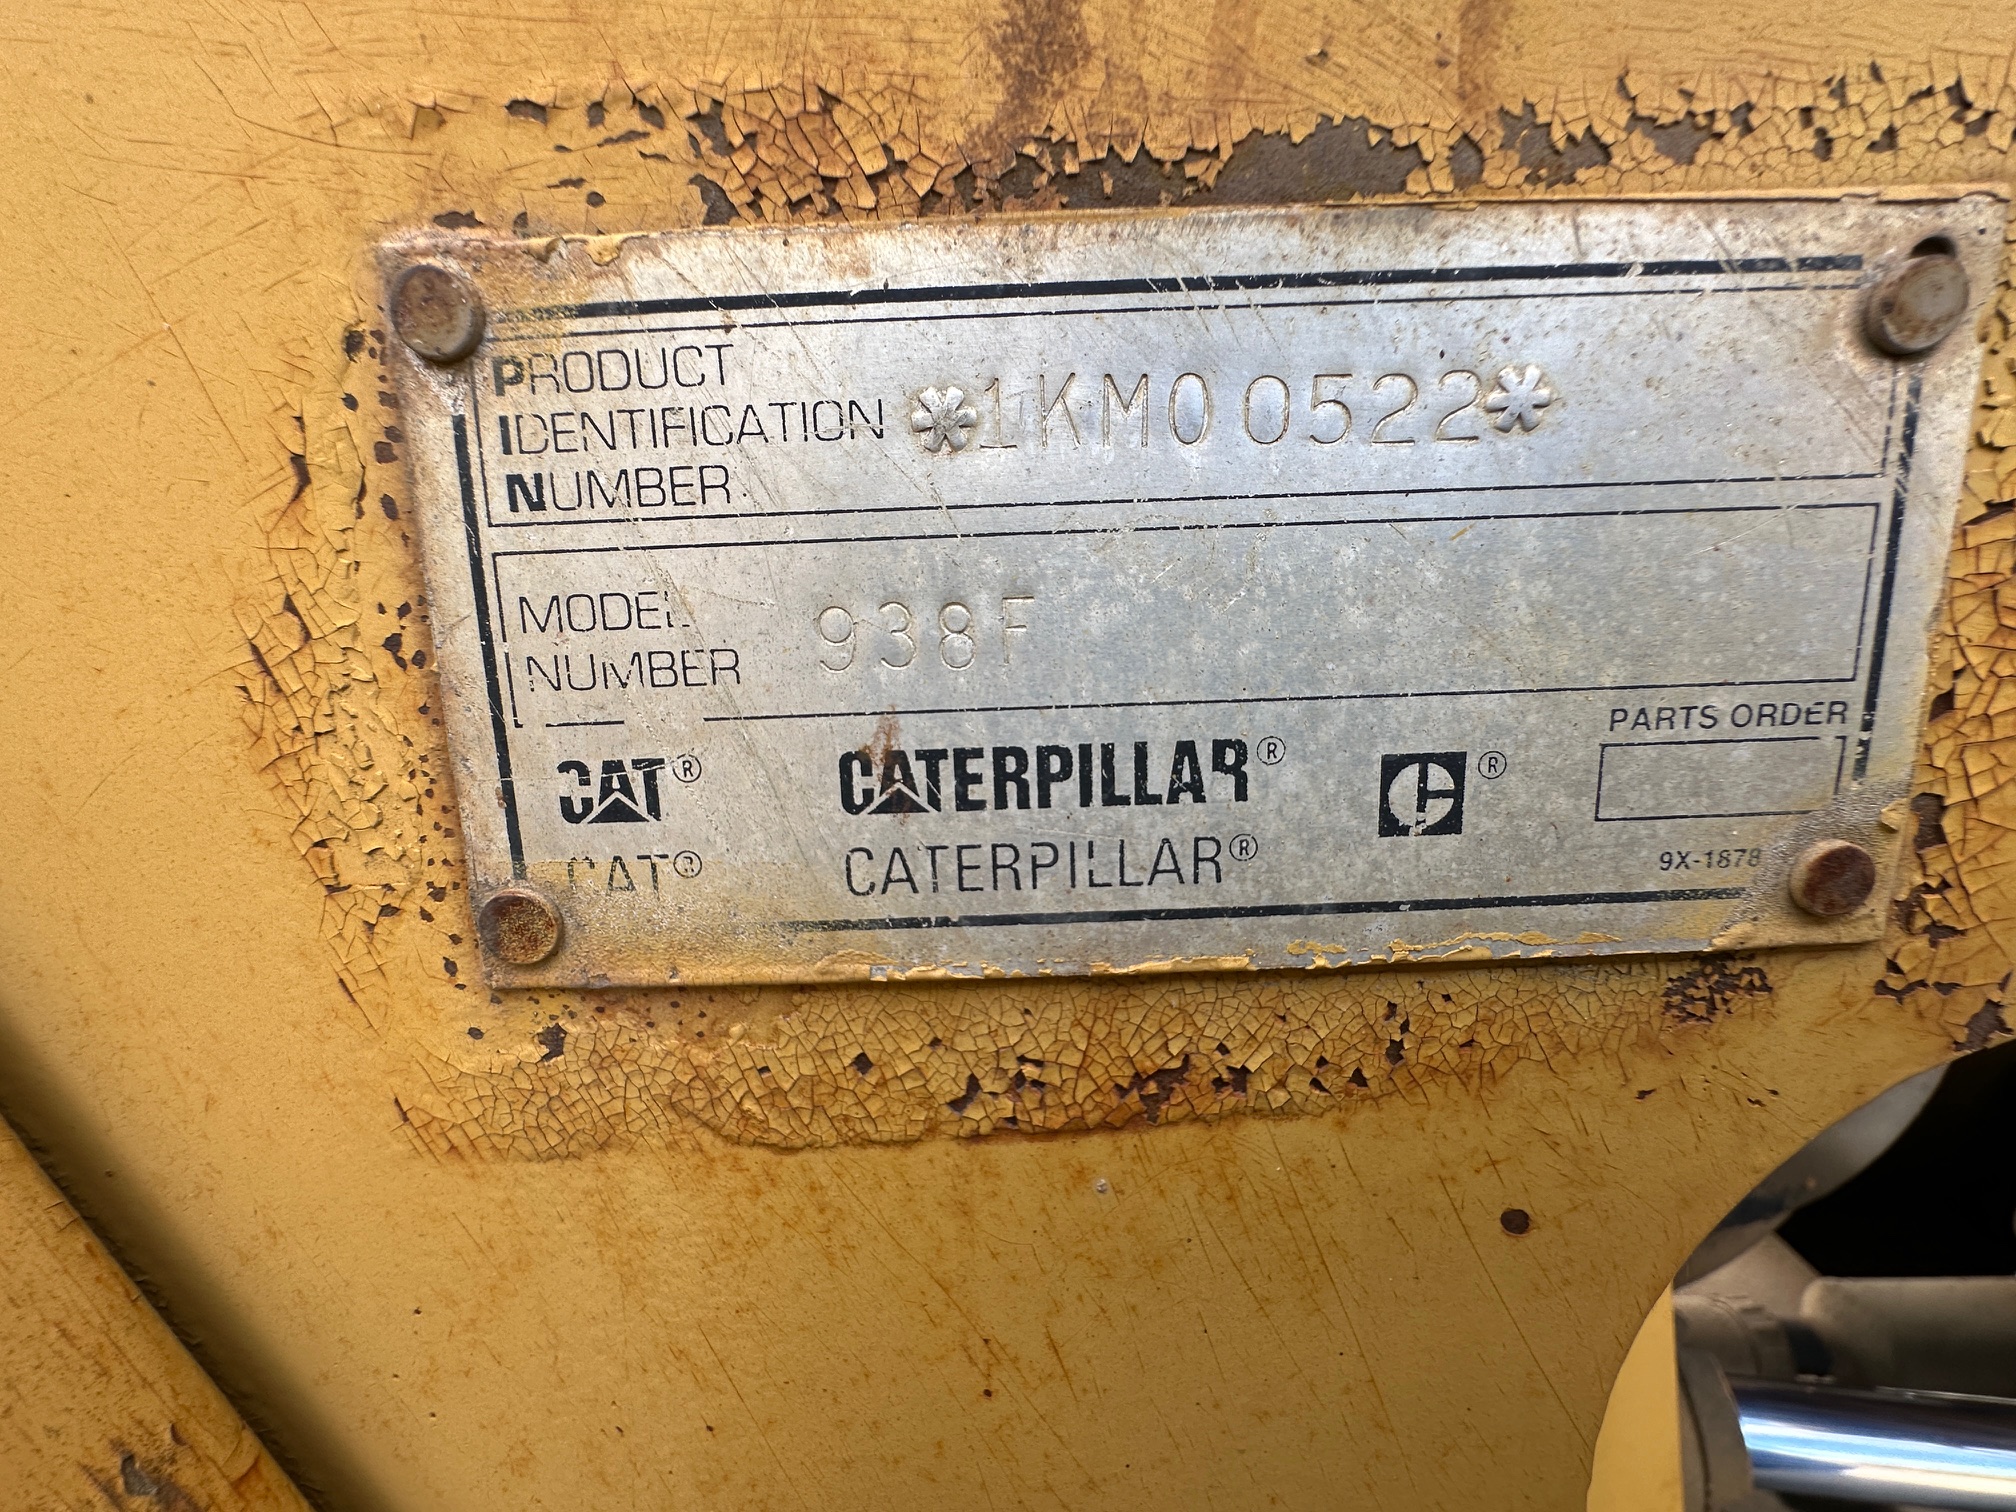 PRODUCT
IDENTIFICATION
NUMBER
*1KM00522*
MODEL
NUMBER
938F
CAT® CATERPILLAR® ®
CAT® CATERPILLAR®
PARTS ORDER
9X-1878